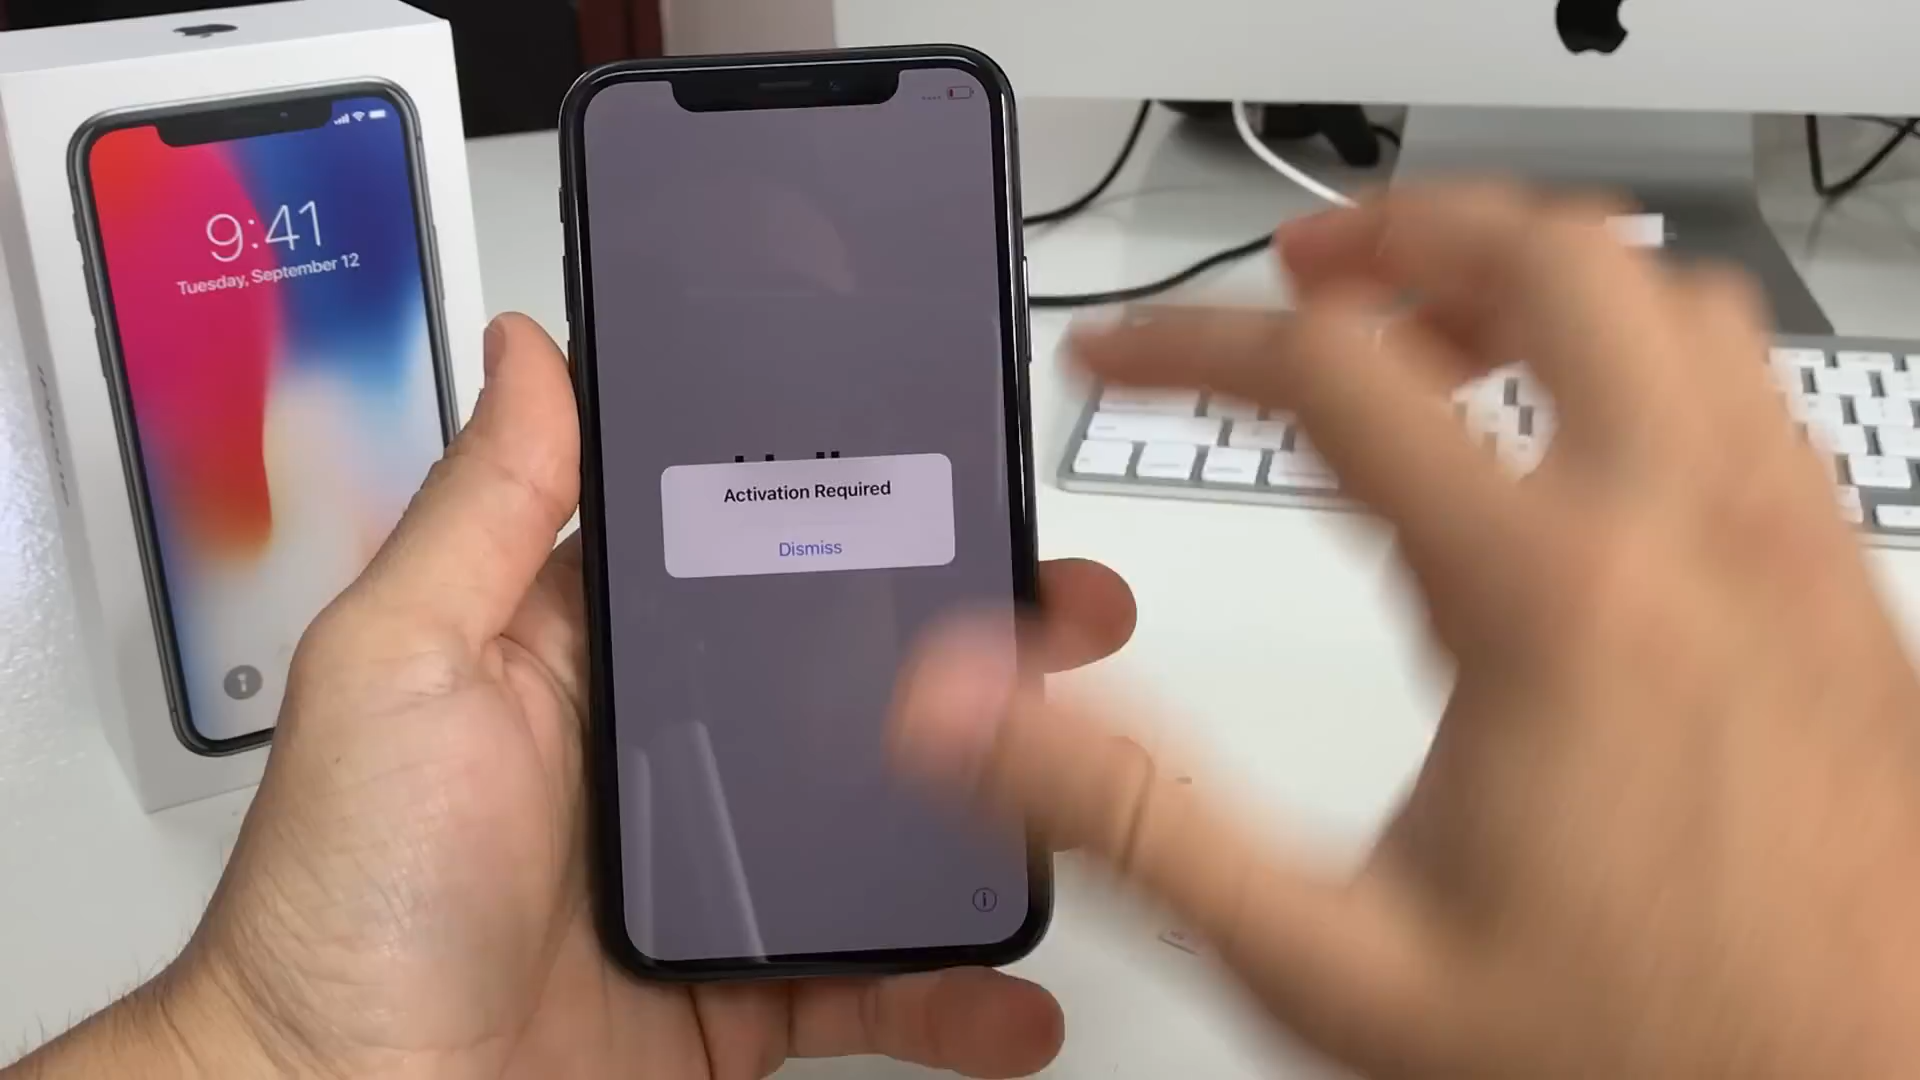 9:41
Tuesday, September 12
Activation Required
Dismiss